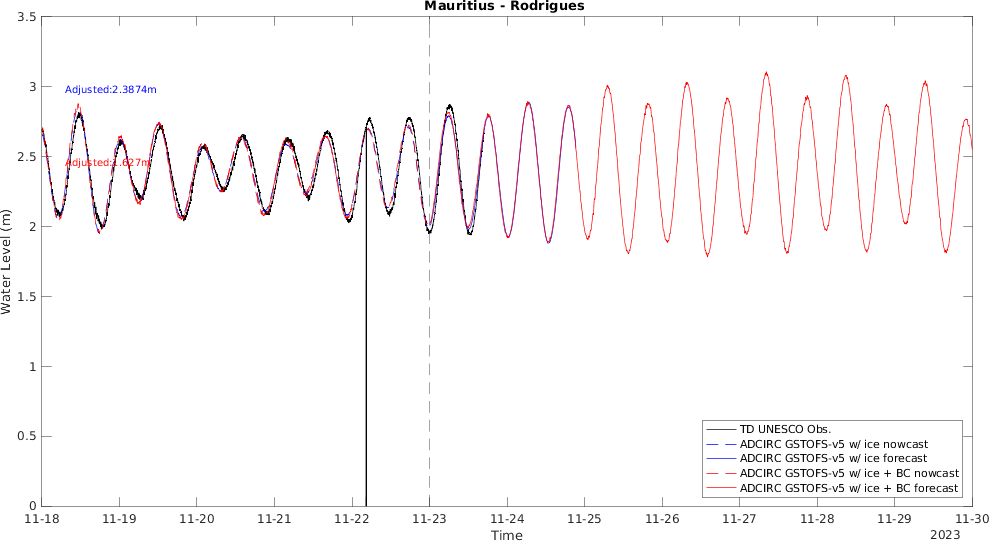 Mauritius - Rodrigues
3.5
3
2.5
2
1.5
1
0.5
0
Water Level (m)
Adjusted:2.3874m
Adjusted:1.627m
TD UNESCO Obs.
ADCIRC GSTOFS-v5 w/ ice nowcast
ADCIRC GSTOFS-v5 w/ ice forecast
ADCIRC GSTOFS-v5 w/ ice + BC nowcast
ADCIRC GSTOFS-v5 w/ ice + BC forecast
11-18 11-19 11-20 11-21 11-22 11-23 11-24 11-25 11-26 11-27 11-28 11-29 11-30
Time
2023